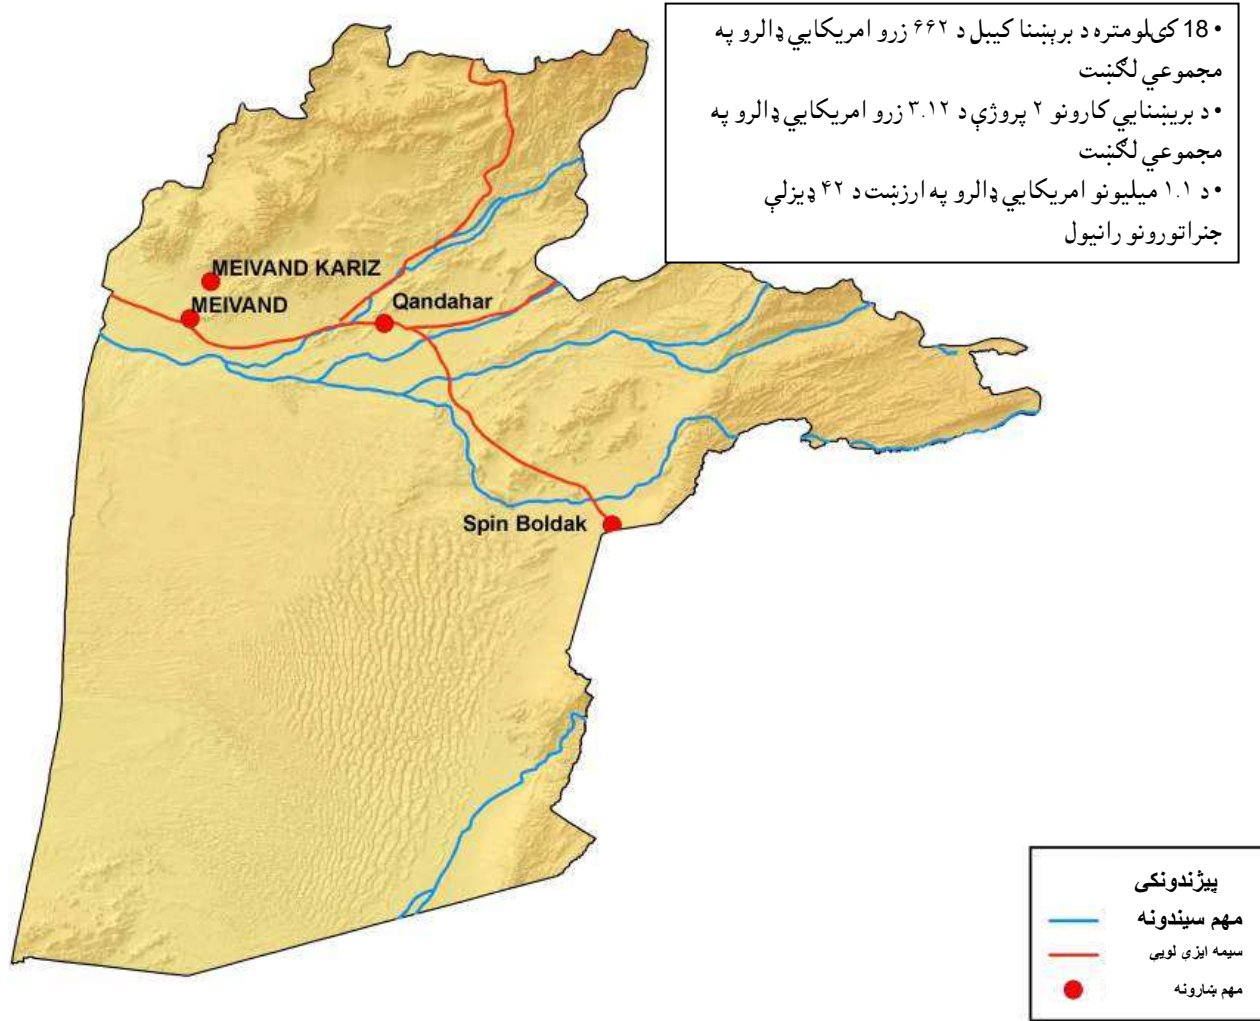 • 18 کیلومتره د برېښنا کیبل د ۶۶۲ زرو امریکایي ډالرو په
مجموعي لګښت
• د بریښنایي کارونو ۲ پروژې د ۳.۱۲ زرو امریکایي ډالرو په
مجموعي لګښت
• د ۱.۱ میلیونو امریکایي ډالرو په ارزښت د ۴۲ ډیزلي
جنراتورونو رانیول
MEIVAND KARIZ
MEIVAND
Qandahar
Spin Boldak
پیژندونکی
مهم سیندونه
سیمه ایزې لویې
مهم ښارونه